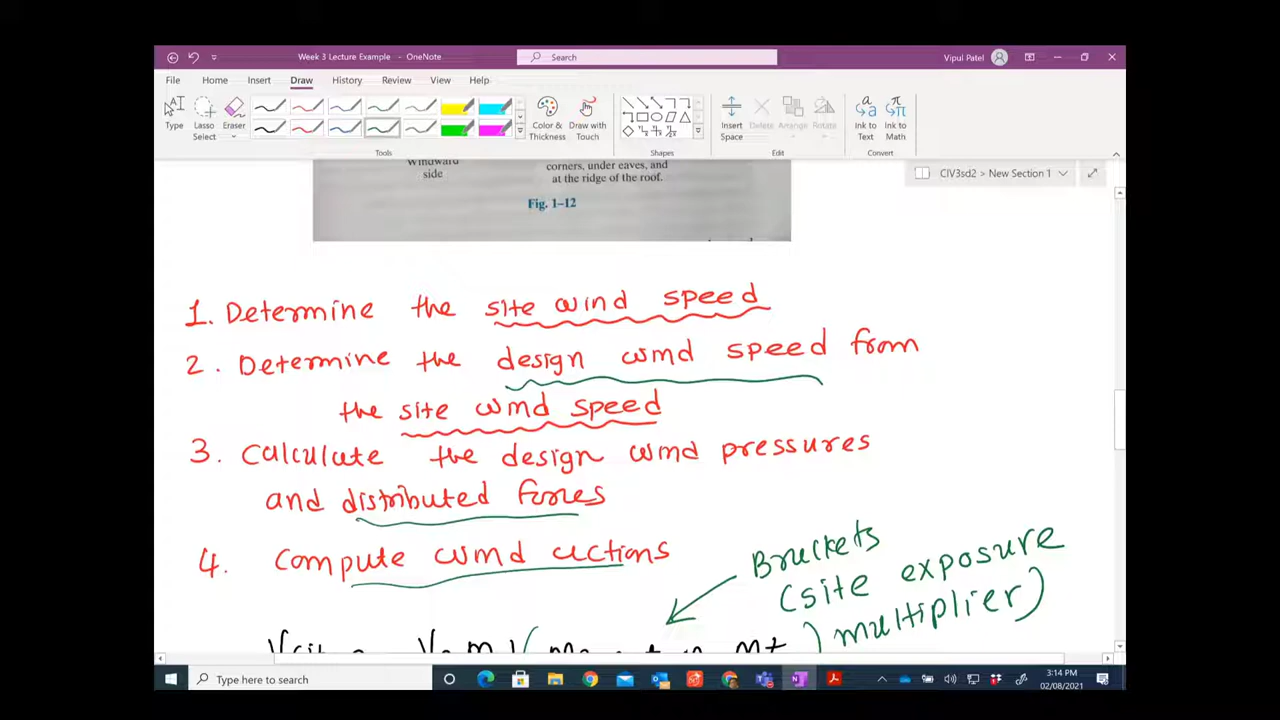 Week 3 Lecture Example - OneNote
Search
Vipul Patel
File Home Insert Draw History Review View Help
Type
Lasso Select
Eraser
Color & Thickness
Draw with Touch
Insert Space
Delete
Arrange
Rotate
Ink to Text
Ink to Math
Tools
Shapes
Edit
Convert
CIV3sd2 > New Section 1
Windward
side
corners, under eaves, and
at the ridge of the roof.
Fig. 1–12
1. Determine the site wind speed
2. Determine the design wind speed from
the site wind speed
3. Calculate the design wind pressures
and distributed forces
4. Compute wind actions
Brackets
(site exposure
multiplier)
Type here to search
3:14 PM
02/08/2021